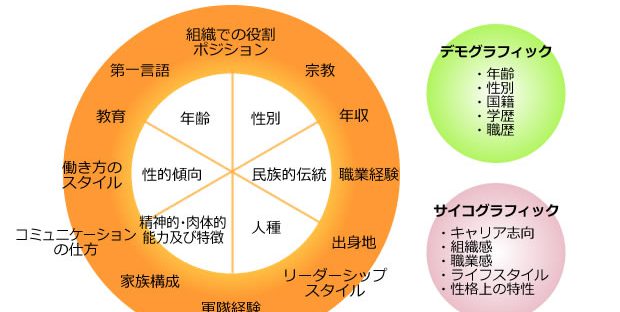 組織での役割
ポジション
第一言語
宗教
教育
年収
年齢
性別
働き方の
スタイル
性的傾向
民族的伝統
職業経験
精神的・肉体的
能力及び特徴
人種
コミュニケーション
の仕方
出身地
家族構成
リーダーシップ
スタイル
軍隊経験
デモグラフィック
・年齢
・性別
・国籍
・学歴
・職歴
サイコグラフィック
・キャリア志向
・組織感
・職業感
・ライフスタイル
・性格上の特性